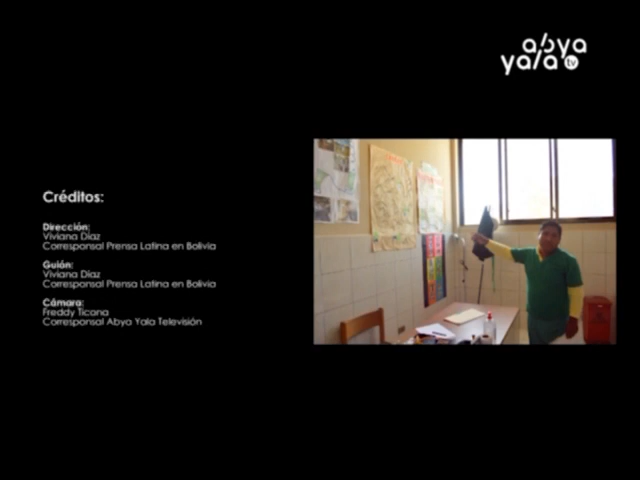 abya
yala tv
Créditos:
Dirección:
Viviana Díaz
Corresponsal Prensa Latina en Bolivia
Guión:
Viviana Díaz
Corresponsal Prensa Latina en Bolivia
Cámara:
Freddy Ticona
Corresponsal Abya Yala Televisión